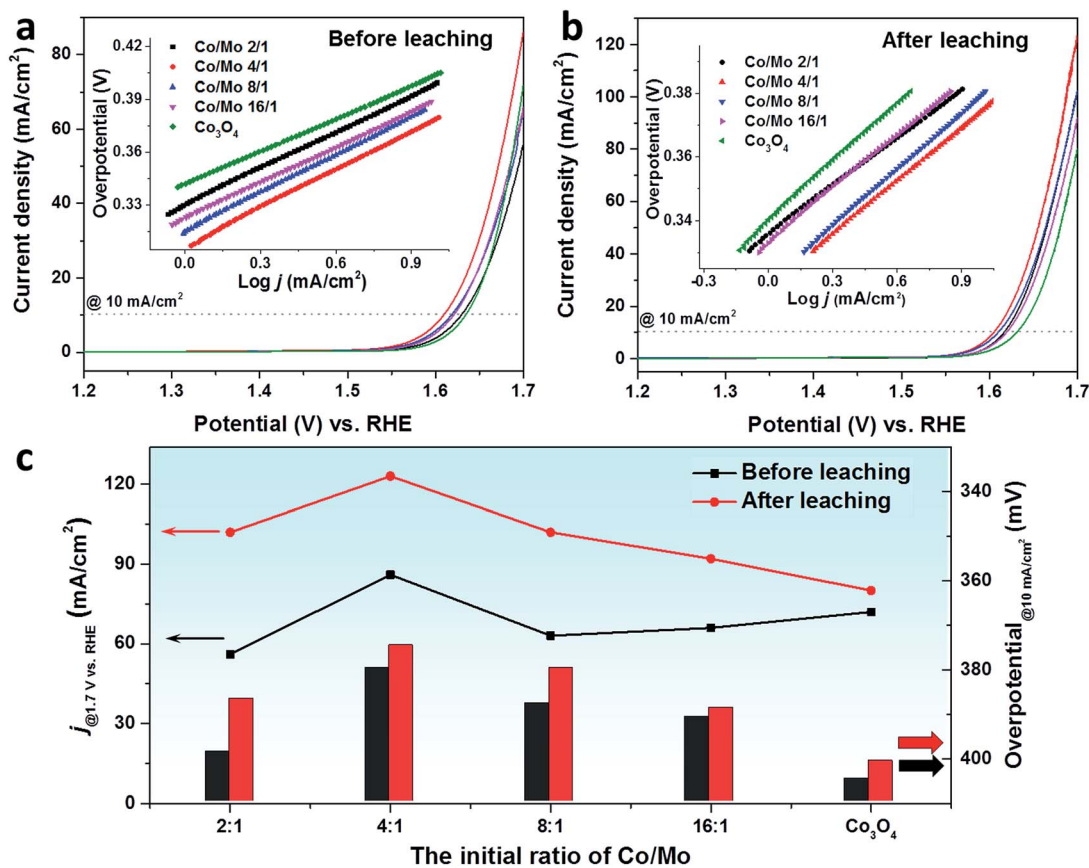 a
Before leaching
Current density (mA/cm²)
80
60
40
20
0
@ 10 mA/cm²
1.2 1.3 1.4 1.5 1.6 1.7
Potential (V) vs. RHE
Overpotential (V)
0.42
0.39
0.36
0.33
Co/Mo 2/1
Co/Mo 4/1
Co/Mo 8/1
Co/Mo 16/1
Co₃O₄
0.0 0.3 0.6 0.9
Log j (mA/cm²)
b
After leaching
Current density (mA/cm²)
120
100
80
60
40
20
0
@ 10 mA/cm²
1.2 1.3 1.4 1.5 1.6 1.7
Potential (V) vs. RHE
Overpotential (V)
0.38
0.36
0.34
Co/Mo 2/1
Co/Mo 4/1
Co/Mo 8/1
Co/Mo 16/1
Co₃O₄
-0.3 0.0 0.3 0.6 0.9
Log j (mA/cm²)
c
Before leaching
After leaching
j@1.7 V vs. RHE (mA/cm²)
120
90
60
30
0
Overpotential@10 mA/cm² (mV)
340
360
380
400
2:1 4:1 8:1 16:1 Co₃O₄
The initial ratio of Co/Mo